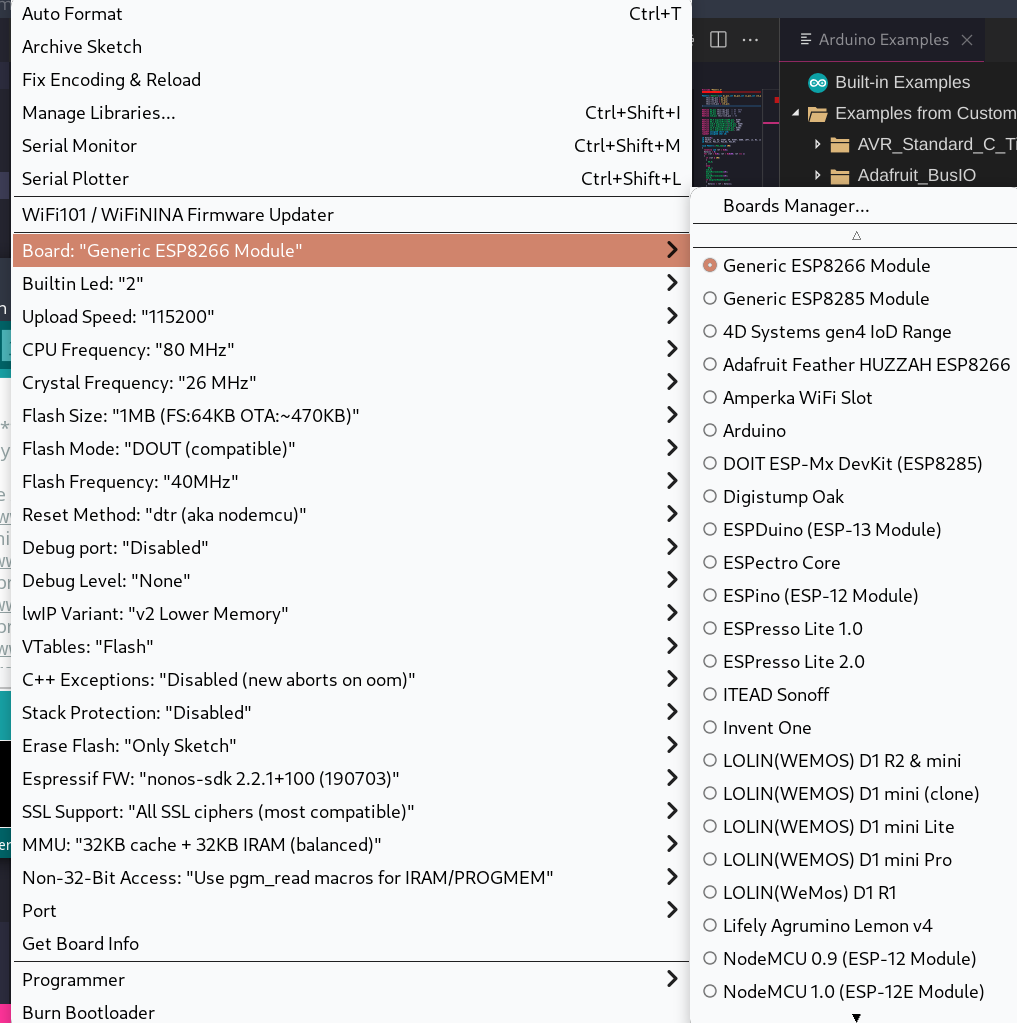 Auto Format Ctrl+T
Archive Sketch
Fix Encoding & Reload
Manage Libraries... Ctrl+Shift+I
Serial Monitor Ctrl+Shift+M
Serial Plotter Ctrl+Shift+L
WiFi101 / WiFiNINA Firmware Updater
Board: "Generic ESP8266 Module"
Builtin Led: "2"
Upload Speed: "115200"
CPU Frequency: "80 MHz"
Crystal Frequency: "26 MHz"
Flash Size: "1MB (FS:64KB OTA:~470KB)"
Flash Mode: "DOUT (compatible)"
Flash Frequency: "40MHz"
Reset Method: "dtr (aka nodemcu)"
Debug port: "Disabled"
Debug Level: "None"
lwIP Variant: "v2 Lower Memory"
VTables: "Flash"
C++ Exceptions: "Disabled (new aborts on oom)"
Stack Protection: "Disabled"
Erase Flash: "Only Sketch"
Espressif FW: "nonos-sdk 2.2.1+100 (190703)"
SSL Support: "All SSL ciphers (most compatible)"
MMU: "32KB cache + 32KB IRAM (balanced)"
Non-32-Bit Access: "Use pgm_read macros for IRAM/PROGMEM"
Port
Get Board Info
Programmer
Burn Bootloader
Arduino Examples
Built-in Examples
Examples from Custom
AVR_Standard_C_Ti
Adafruit_BusIO
Boards Manager...
Generic ESP8266 Module
Generic ESP8285 Module
4D Systems gen4 IoD Range
Adafruit Feather HUZZAH ESP8266
Amperka WiFi Slot
Arduino
DOIT ESP-Mx DevKit (ESP8285)
Digistump Oak
ESPDuino (ESP-13 Module)
ESPectro Core
ESPino (ESP-12 Module)
ESPresso Lite 1.0
ESPresso Lite 2.0
ITEAD Sonoff
Invent One
LOLIN(WEMOS) D1 R2 & mini
LOLIN(WEMOS) D1 mini (clone)
LOLIN(WEMOS) D1 mini Lite
LOLIN(WEMOS) D1 mini Pro
LOLIN(WeMos) D1 R1
Lifely Agrumino Lemon v4
NodeMCU 0.9 (ESP-12 Module)
NodeMCU 1.0 (ESP-12E Module)